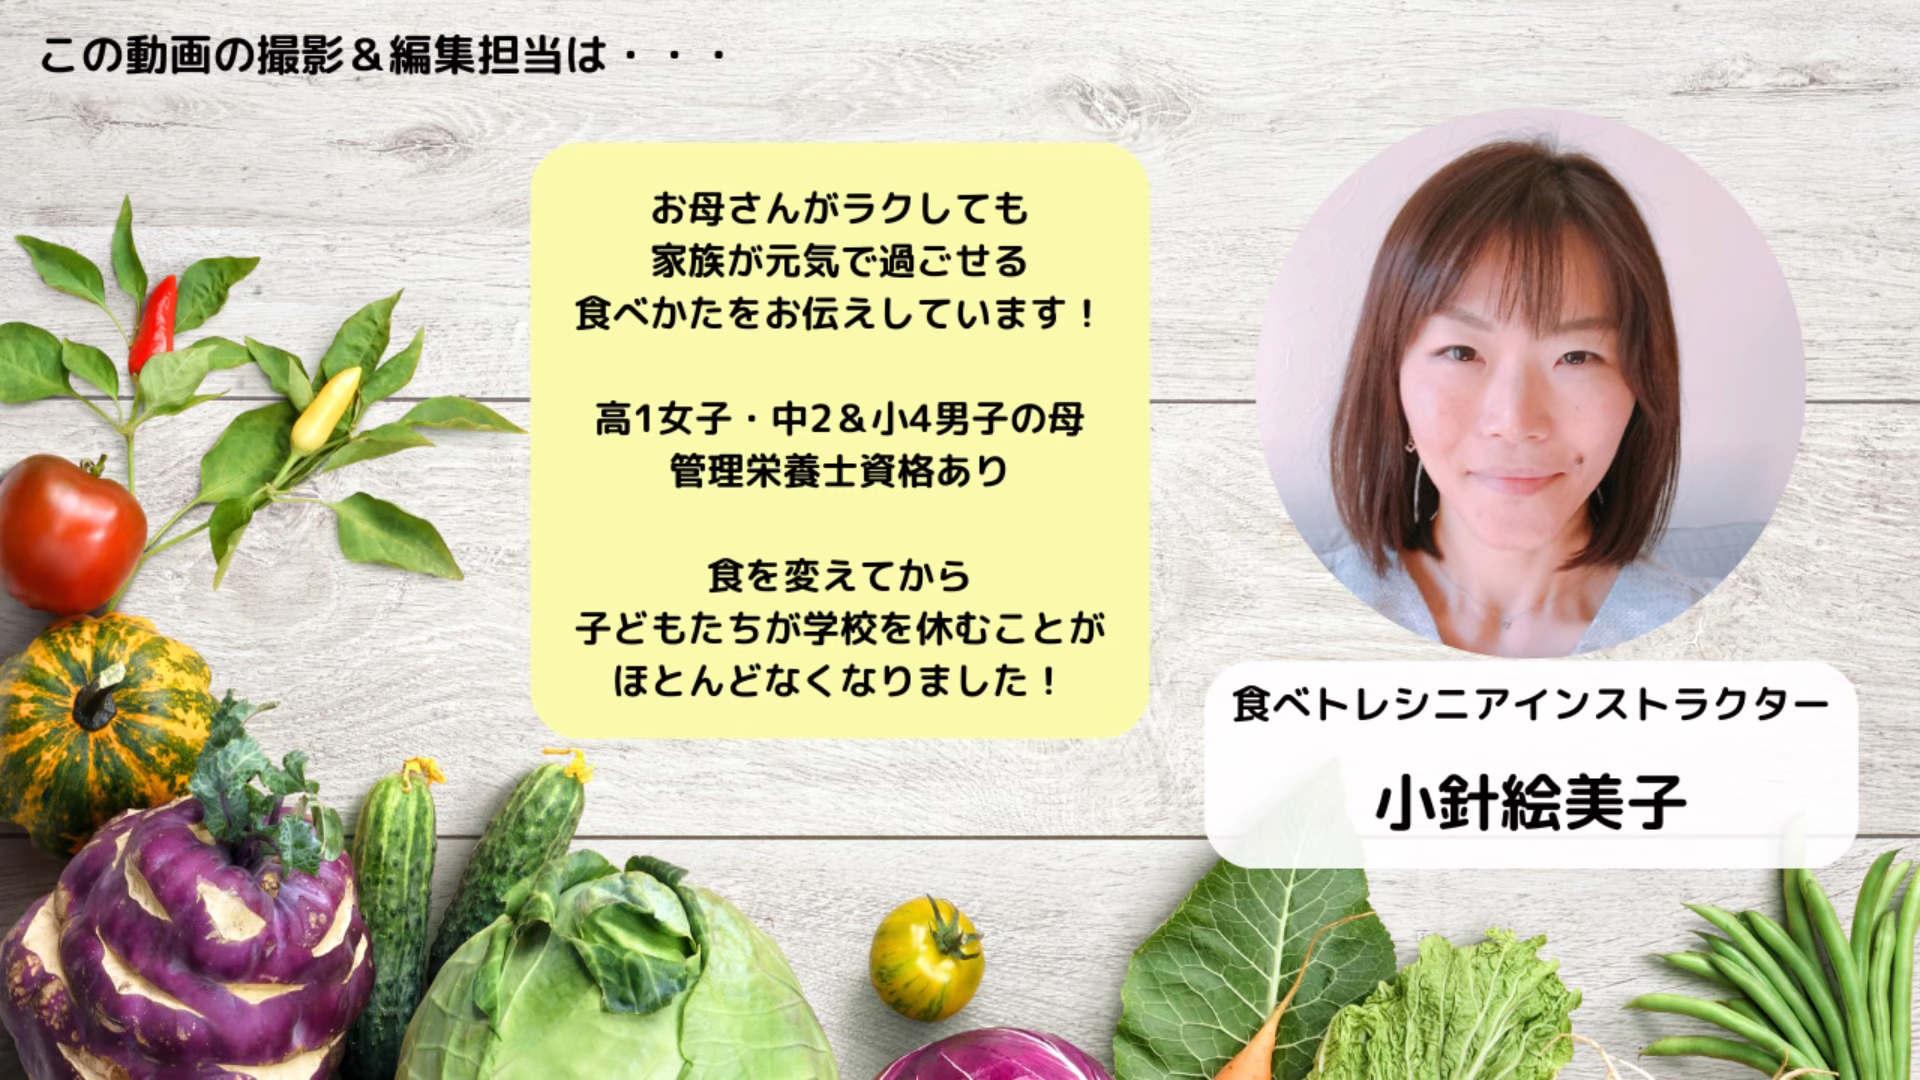 この動画の撮影＆編集担当は・・・
お母さんがラクしても
家族が元気で過ごせる
食べかたをお伝えしています！
高1女子・中2＆小4男子の母
管理栄養士資格あり
食を変えてから
子どもたちが学校を休むことが
ほとんどなくなりました！
食べトレシニアインストラクター
小針絵美子